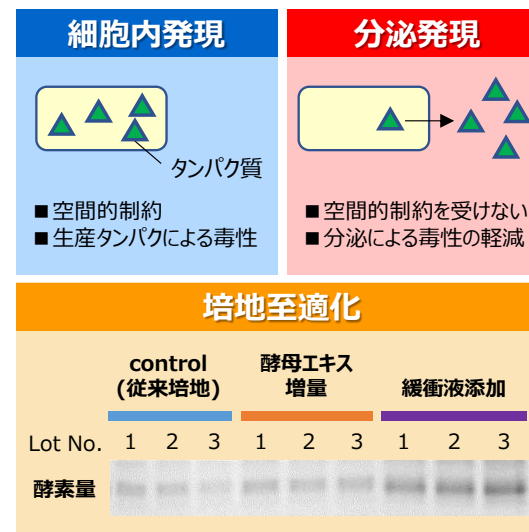 細胞内発現
タンパク質
■空間的制約
■生産タンパクによる毒性
分泌発現
■空間的制約を受けない
■分泌による毒性の軽減
培地至適化
control
(従来培地)
酵母エキス
増量
緩衝液添加
Lot No. 1 2 3 1 2 3 1 2 3
酵素量